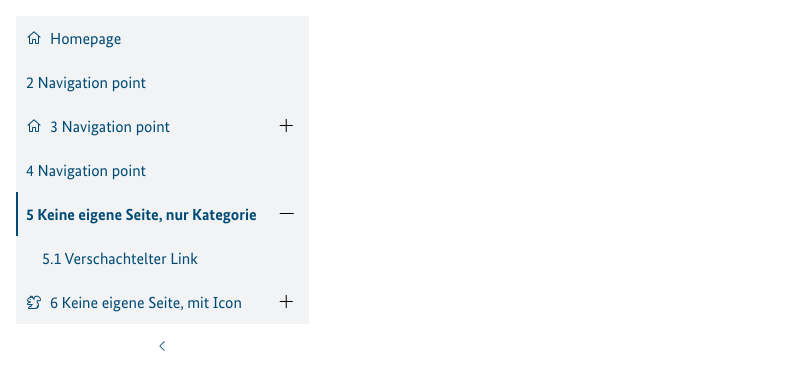 Homepage
2 Navigation point
3 Navigation point
4 Navigation point
5 Keine eigene Seite, nur Kategorie
5.1 Verschachtelter Link
6 Keine eigene Seite, mit Icon